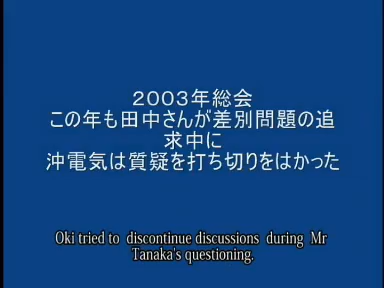 ２００３年総会
この年も田中さんが差別問題の追
求中に
沖電気は質疑を打ち切りをはかった
Oki tried to discontinue discussions during Mr
Tanaka's questioning.